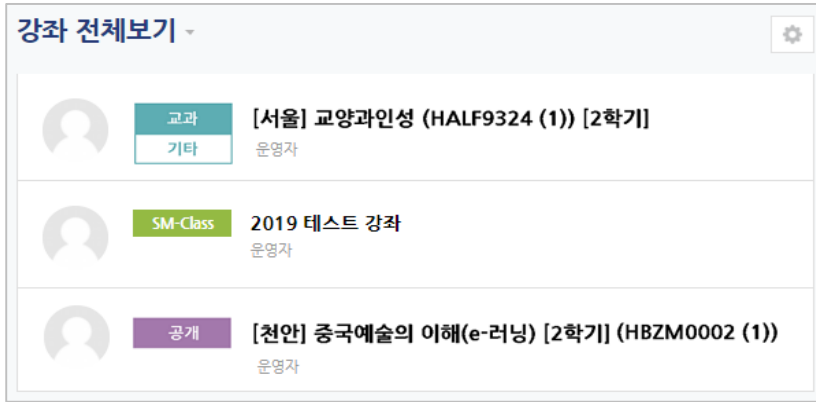 강좌 전체보기
교과
기타
[서울] 교양과인성 (HALF9324 (1)) [2학기]
운영자
SM-Class
2019 테스트 강좌
운영자
공개
[천안] 중국예술의 이해(e-러닝) [2학기] (HBZM0002 (1))
운영자